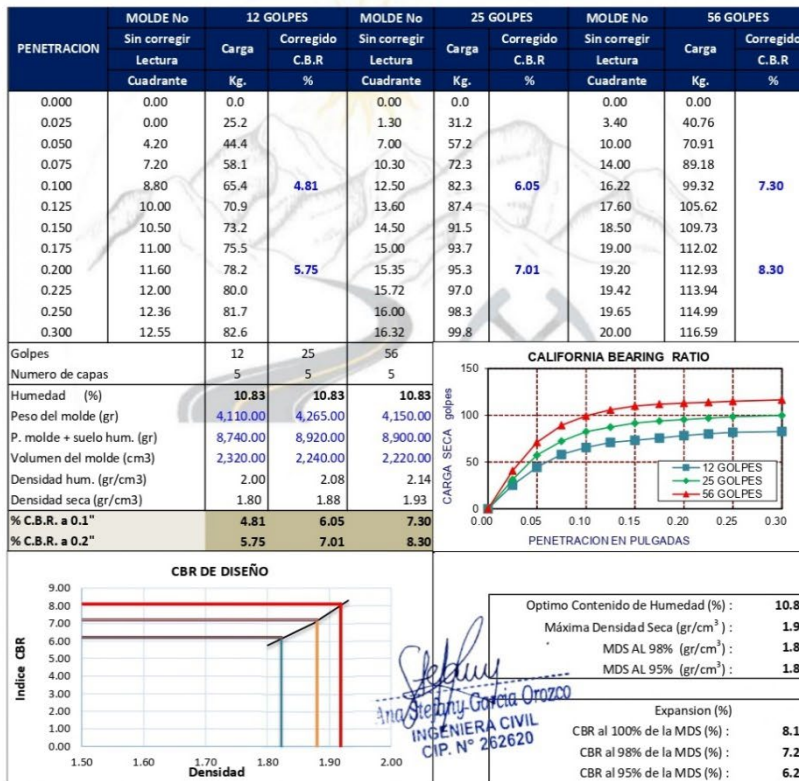 PENETRACION MOLDE No 12 GOLPES MOLDE No 25 GOLPES MOLDE No 56 GOLPES
Sin corregir Carga Corregido Sin corregir Carga Corregido Sin corregir Carga Corregido
Lectura C.B.R Lectura C.B.R Lectura C.B.R
Cuadrante Kg. % Cuadrante Kg. % Cuadrante Kg. %
0.000 0.00 0.0 0.00 0.0 0.00 0.00
0.025 0.00 25.2 1.30 31.2 3.40 40.76
0.050 4.20 44.4 7.00 57.2 10.00 70.91
0.075 7.20 58.1 10.30 72.3 14.00 89.18
0.100 8.80 65.4 4.81 12.50 82.3 6.05 16.22 99.32 7.30
0.125 10.00 70.9 13.60 87.4 17.60 105.62
0.150 10.50 73.2 14.50 91.5 18.50 109.73
0.175 11.00 75.5 15.00 93.7 19.00 112.02
0.200 11.60 78.2 5.75 15.35 95.3 7.01 19.20 112.93 8.30
0.225 12.00 80.0 15.72 97.0 19.42 113.94
0.250 12.36 81.7 16.00 98.3 19.65 114.99
0.300 12.55 82.6 16.32 99.8 20.00 116.59
Golpes 12 25 56
Numero de capas 5 5 5
Humedad (%) 10.83 10.83 10.83
Peso del molde (gr) 4,110.00 4,265.00 4,150.00
P. molde + suelo hum. (gr) 8,740.00 8,920.00 8,900.00
Volumen del molde (cm3) 2,320.00 2,240.00 2,220.00
Densidad hum. (gr/cm3) 2.00 2.08 2.14
Densidad seca (gr/cm3) 1.80 1.88 1.93
% C.B.R. a 0.1" 4.81 6.05 7.30
% C.B.R. a 0.2" 5.75 7.01 8.30
CALIFORNIA BEARING RATIO
CARGA SECA golpes
150
100
50
0
0.00 0.05 0.10 0.15 0.20 0.25 0.30
12 GOLPES
25 GOLPES
56 GOLPES
PENETRACION EN PULGADAS
CBR DE DISEÑO
Indice CBR
9.00
8.00
7.00
6.00
5.00
4.00
3.00
2.00
1.00
0.00
1.50 1.60 1.70 1.80 1.90 2.00
Densidad
Ana Stefany Garcia Orozco
INGENIERA CIVIL
CIP. N° 262620
Optimo Contenido de Humedad (%) : 10.8
Máxima Densidad Seca (gr/cm³) : 1.9
MDS AL 98% (gr/cm³) : 1.8
MDS AL 95% (gr/cm³) : 1.8
Expansion (%)
CBR al 100% de la MDS (%) : 8.1
CBR al 98% de la MDS (%) : 7.2
CBR al 95% de la MDS (%) : 6.2